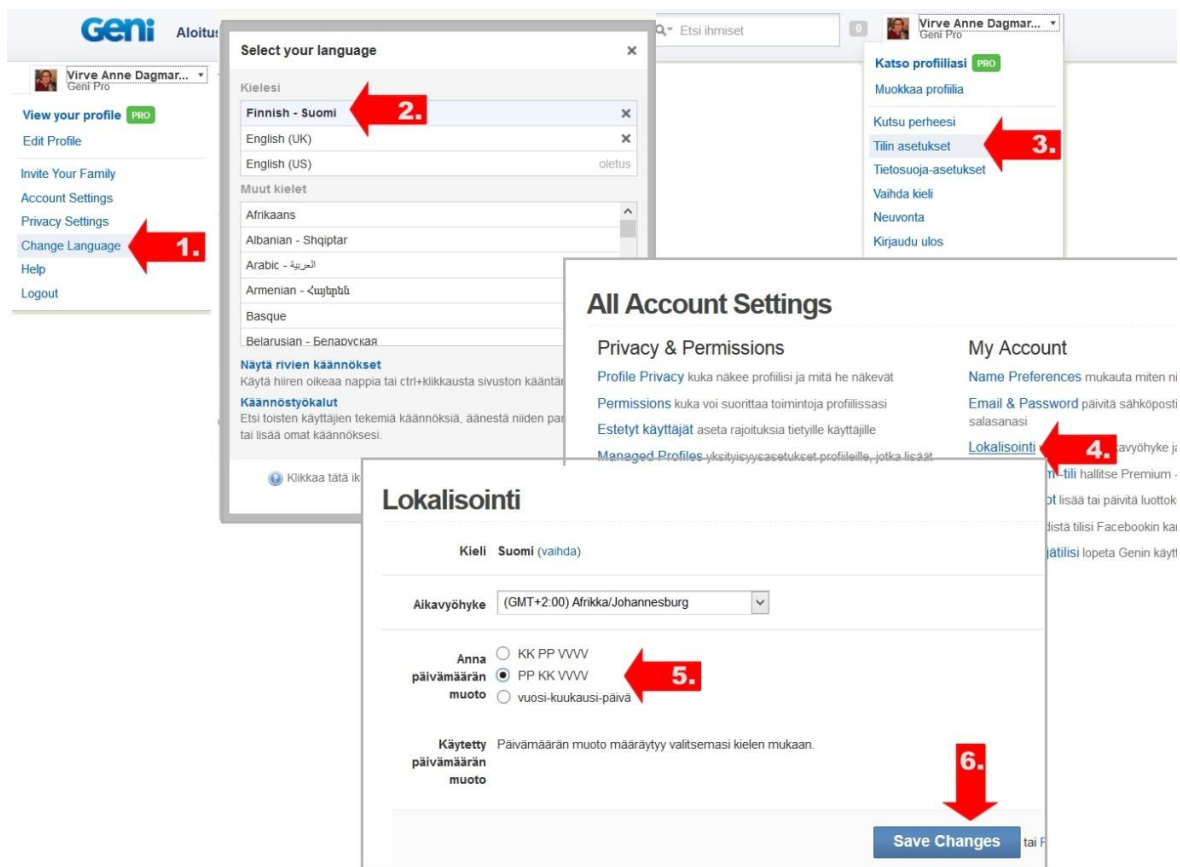 Geni
Aloitus
Virve Anne Dagmar...
Geni Pro
View your profile PRO
Edit Profile
Invite Your Family
Account Settings
Privacy Settings
Change Language
1.
Help
Logout
Select your language
Kielesi
Finnish - Suomi
2.
English (UK)
English (US) oletus
Muut kielet
Afrikaans
Albanian - Shqiptar
Arabic - العربية
Armenian - Հայերեն
Basque
Belarusian - Беларуская
Näytä rivien käännökset
Käytä hiiren oikeaa nappia tai ctrl+klikkausta sivuston kääntäm
Käännöstyökalut
Etsi toisten käyttäjien tekemiä käännöksiä, äänestä niiden par
tai lisää omat käännöksesi.
Klikkaa tätä ik
Etsi ihmiset
0
Virve Anne Dagmar...
Geni Pro
Katso profiiliasi PRO
Muokkaa profiilia
Kutsu perheesi
Tilin asetukset
3.
Tietosuoja-asetukset
Vaihda kieli
Neuvonta
Kirjaudu ulos
All Account Settings
Privacy & Permissions
Profile Privacy kuka näkee profiilisi ja mitä he näkevät
Permissions kuka voi suorittaa toimintoja profiilissasi
Estetyt käyttäjät aseta rajoituksia tietyille käyttäjille
Managed Profiles yksityisyysasetukset profiileille, jotka lisäät
My Account
Name Preferences mukauta miten ni
Email & Password päivitä sähköposti
salasanasi
Lokalisointi
4.
kavyöhyke ja
m -tili hallitse Premium -
ot lisää tai päivitä luottok
distä tilisi Facebookin kan
jätilisi lopeta Genin käytt
Lokalisointi
Kieli Suomi (vaihda)
Aikavyöhyke (GMT+2:00) Afrikka/Johannesburg
Anna
päivämäärän
muoto
KK PP VVVV
PP KK VVVV
5.
vuosi-kuukausi-päivä
Käytetty
päivämäärän
muoto
Päivämäärän muoto määräytyy valitsemasi kielen mukaan.
6.
Save Changes tai